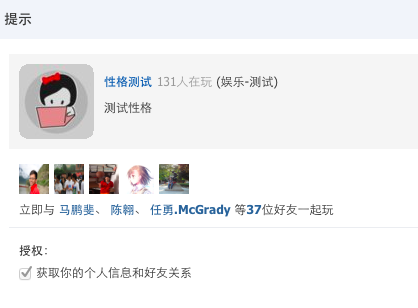 提示
性格测试 131人在玩 (娱乐-测试)
测试性格
立即与 马鹏斐、 陈翱、 任勇.McGrady 等37位好友一起玩
授权：
获取你的个人信息和好友关系